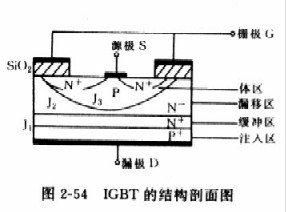 栅极 G
源极 S
SiO₂
N⁺ P N⁺ 体区
J₂ J₃
N⁻ 漂移区
N⁺ 缓冲区
J₁ P⁺ 注入区
漏极 D
图 2-54 IGBT 的结构剖面图